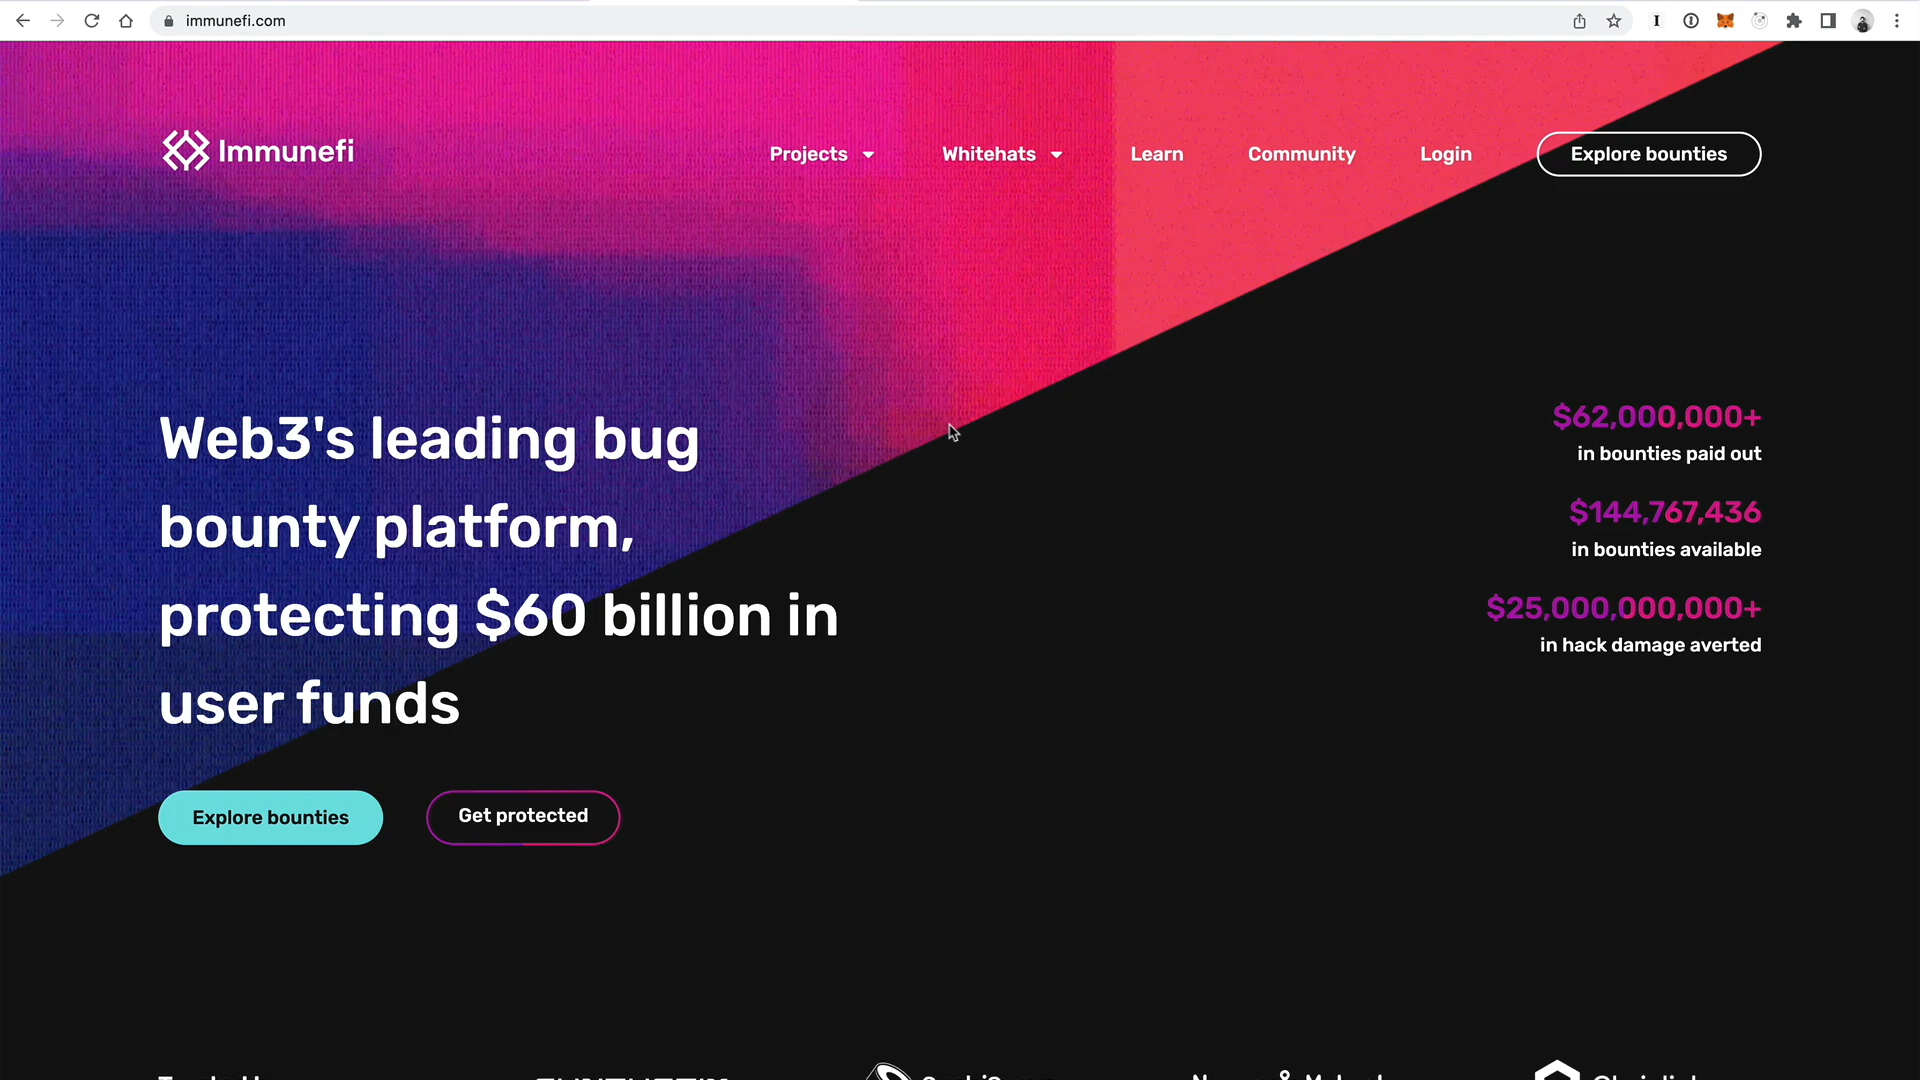 immunefi.com
Immunefi
Projects
Whitehats
Learn
Community
Login
Explore bounties
Web3's leading bug
bounty platform,
protecting $60 billion in
user funds
$62,000,000+
in bounties paid out
$144,767,436
in bounties available
$25,000,000,000+
in hack damage averted
Explore bounties
Get protected